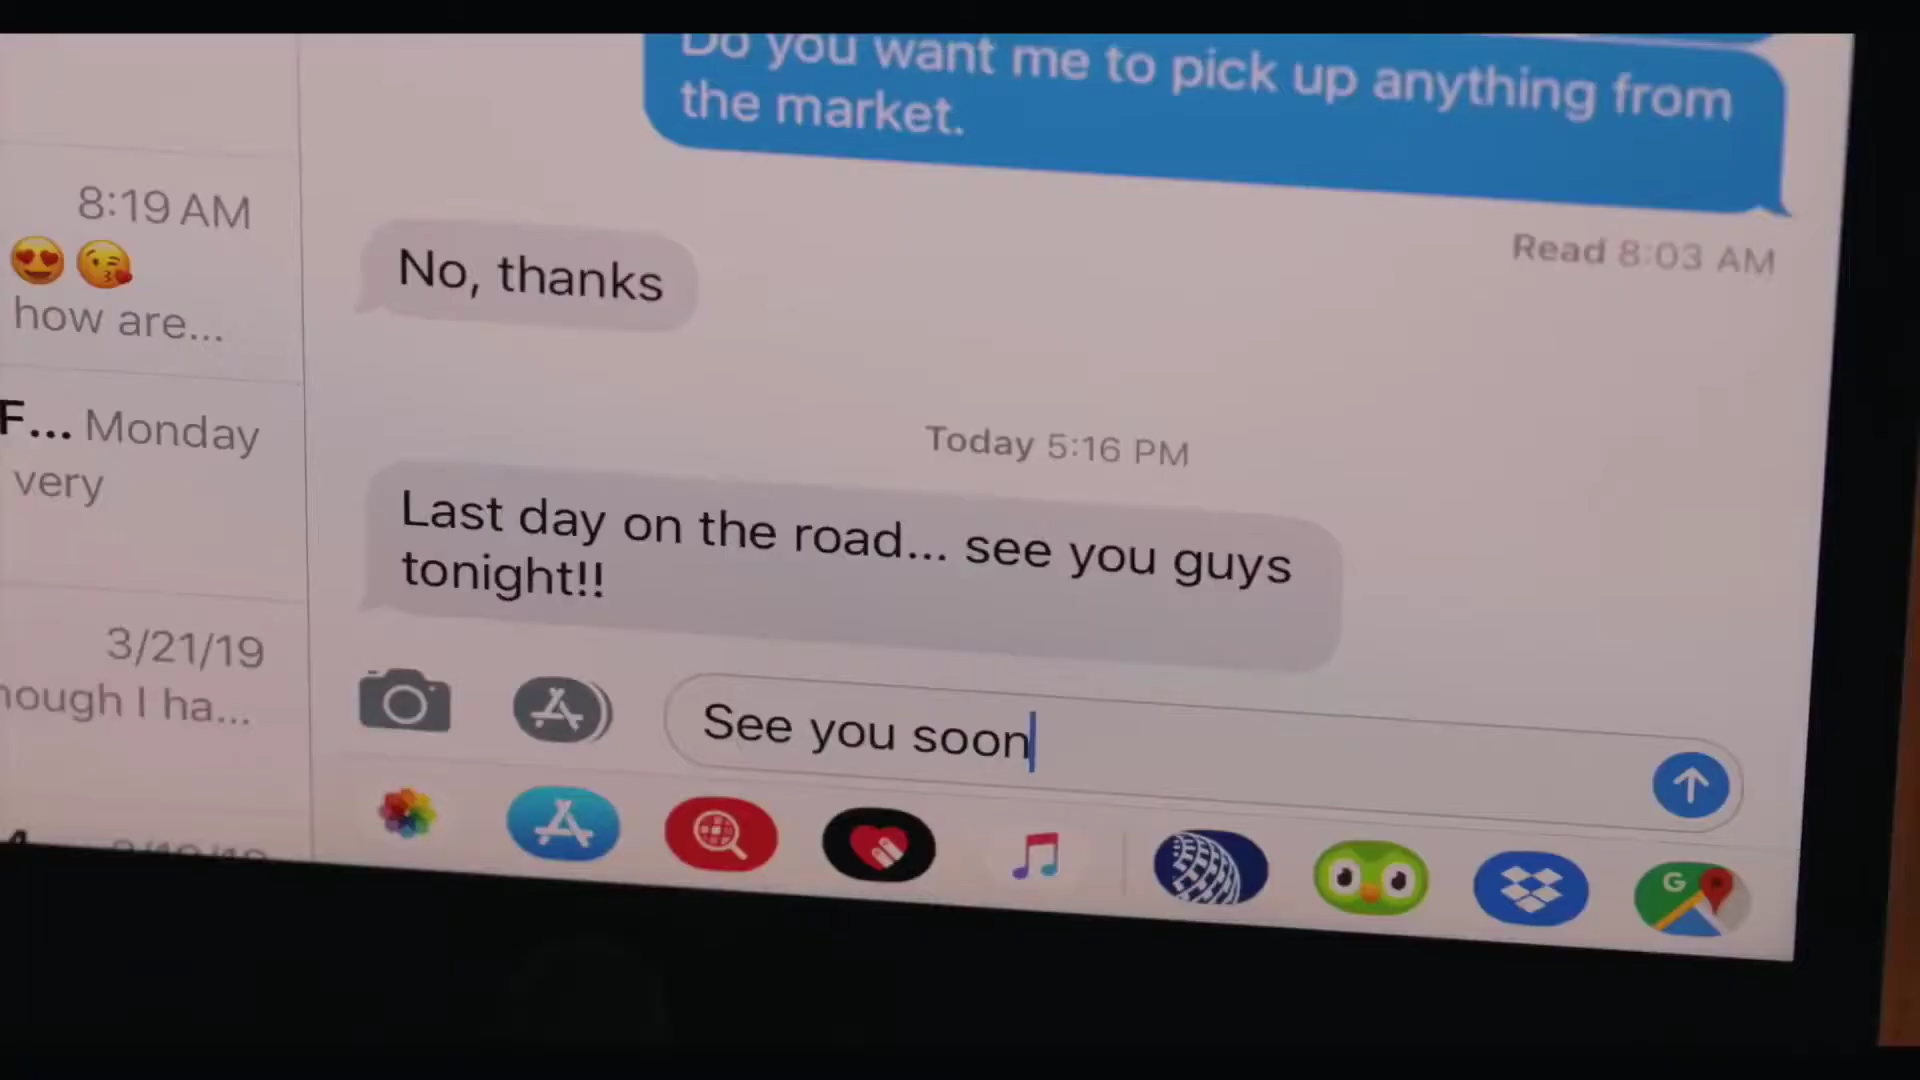 Do you want me to pick up anything from
the market.
Read 8:03 AM
8:19 AM
😍 😘
how are...
No, thanks
F... Monday
very
Today 5:16 PM
Last day on the road... see you guys
tonight!!
3/21/19
hough I ha...
See you soon
G